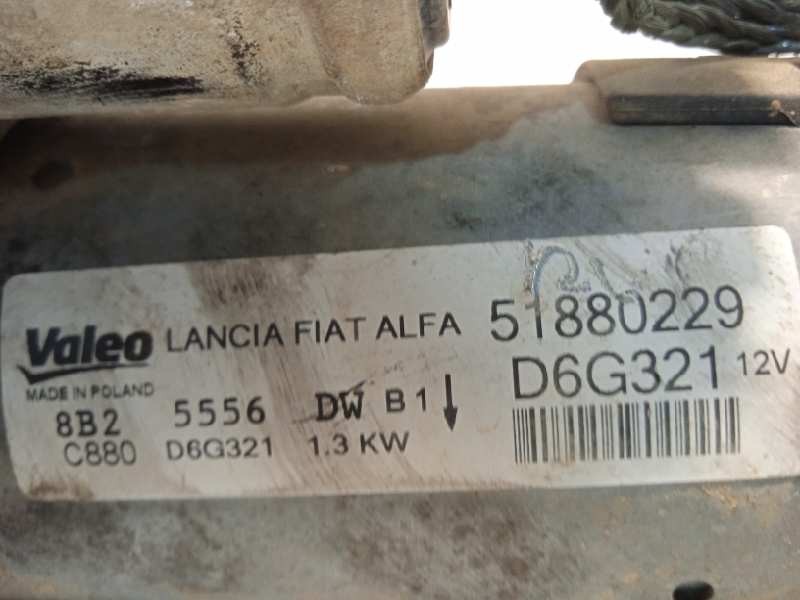 Valeo LANCIA FIAT ALFA 51880229
MADE IN POLAND D6G321 12V
8B2 5556 DW B1
C880 D6G321 1.3 KW